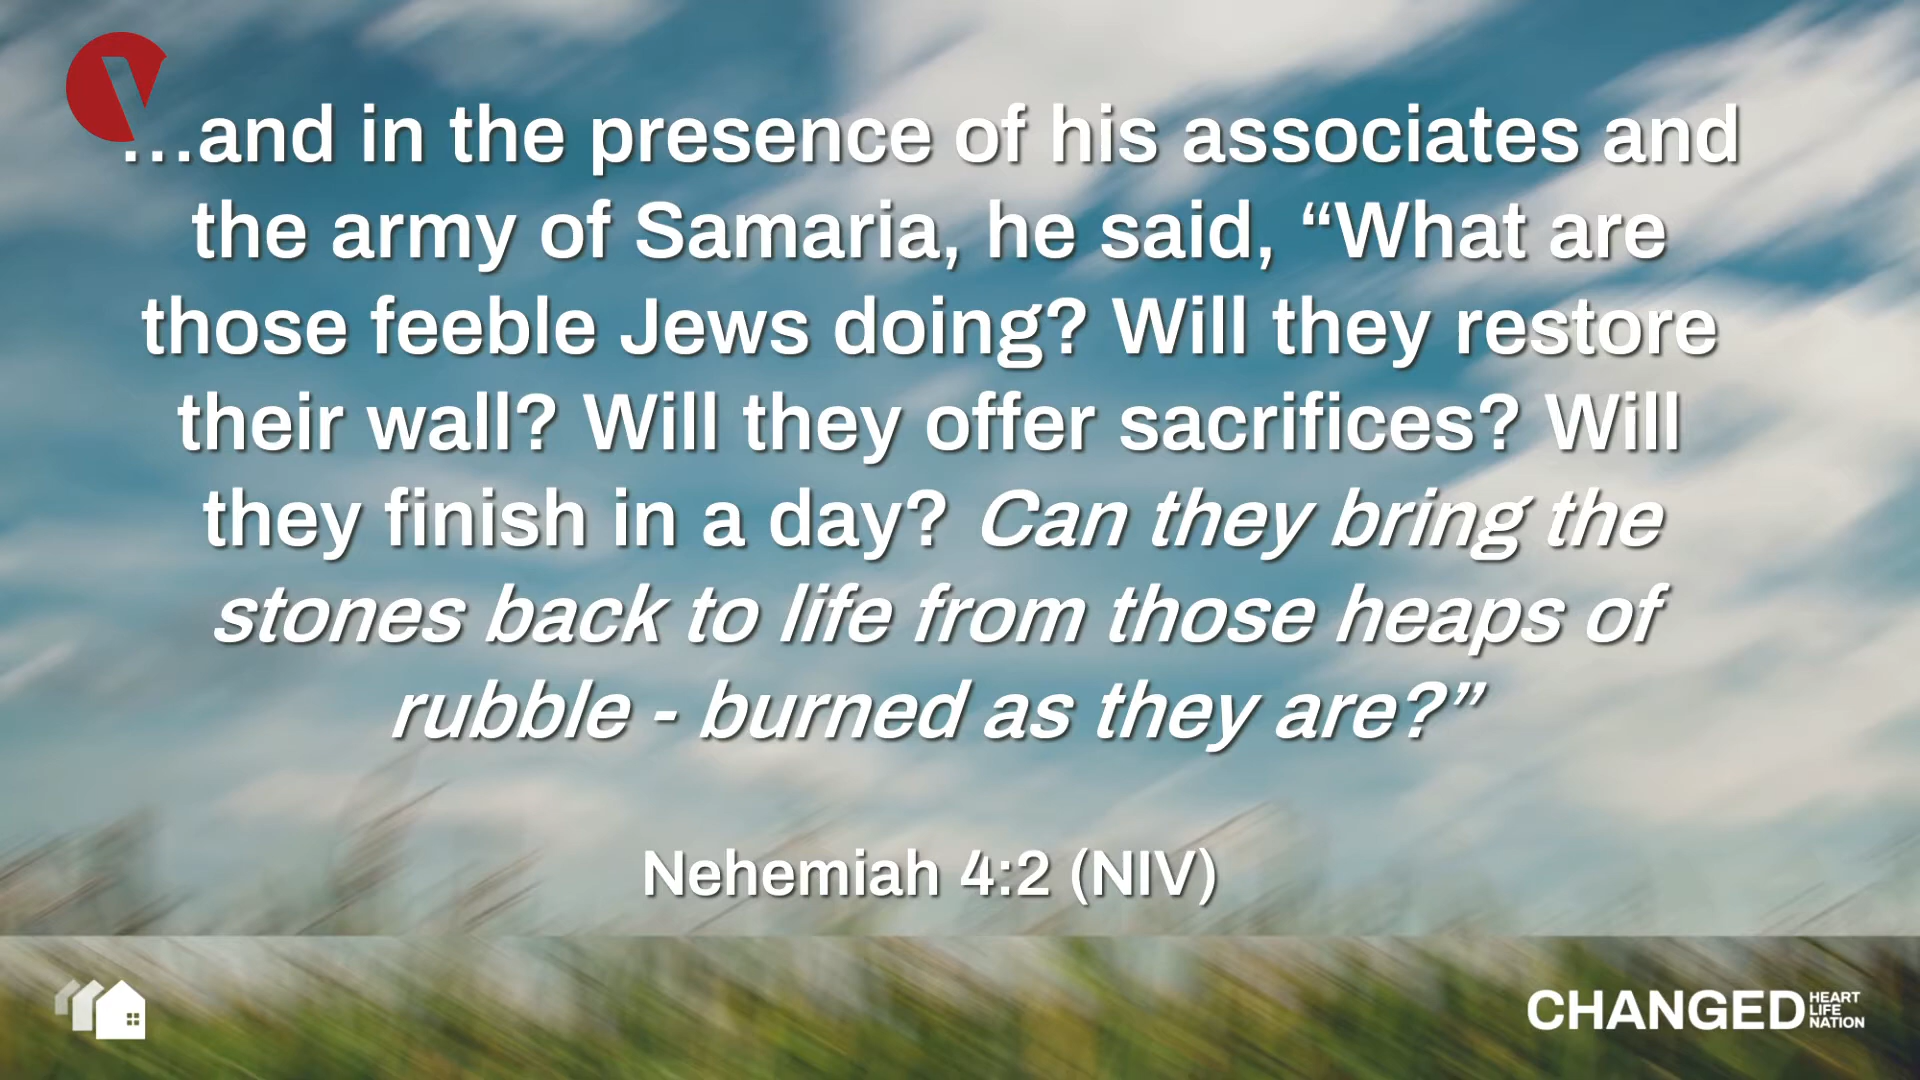 …and in the presence of his associates and
the army of Samaria, he said, “What are
those feeble Jews doing? Will they restore
their wall? Will they offer sacrifices? Will
they finish in a day? Can they bring the
stones back to life from those heaps of
rubble - burned as they are?”
Nehemiah 4:2 (NIV)
CHANGED
HEART
LIFE
NATION